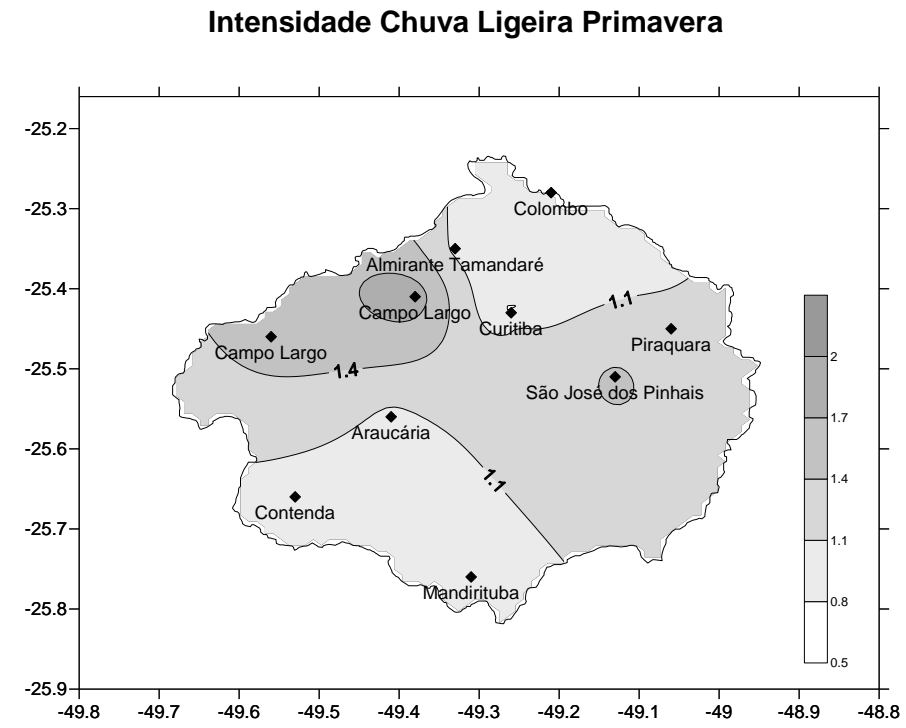 Intensidade Chuva Ligeira Primavera
-25.2
Colombo
-25.3
Almirante Tamandaré
-25.4
Campo Largo
1.1
Curitiba
Piraquara
Campo Largo
2
1.4
-25.5
São José dos Pinhais
1.7
Araucária
-25.6
1.1
1.4
Contenda
-25.7
1.1
Mandirituba
0.8
-25.8
0.5
-25.9
-49.8 -49.7 -49.6 -49.5 -49.4 -49.3 -49.2 -49.1 -49 -48.9 -48.8